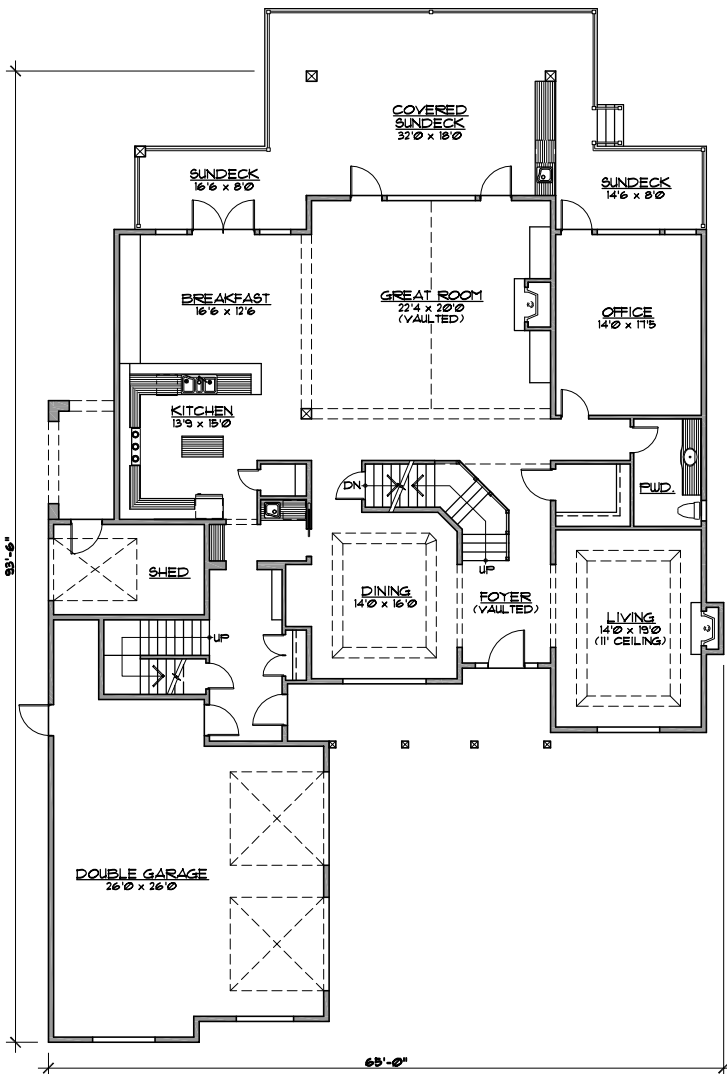 COVERED
SUNDECK
32'0 x 18'0
SUNDECK
16'6 x 8'0
SUNDECK
14'6 x 8'0
BREAKFAST
16'6 x 12'6
GREAT ROOM
22'4 x 20'0
(VAULTED)
OFFICE
14'0 x 17'5
KITCHEN
13'9 x 15'0
DN
PWD.
93'-6"
SHED
UP
DINING
14'0 x 16'0
FOYER
(VAULTED)
LIVING
14'0 x 19'0
(11' CEILING)
UP
DOUBLE GARAGE
26'0 x 26'0
65'-0"